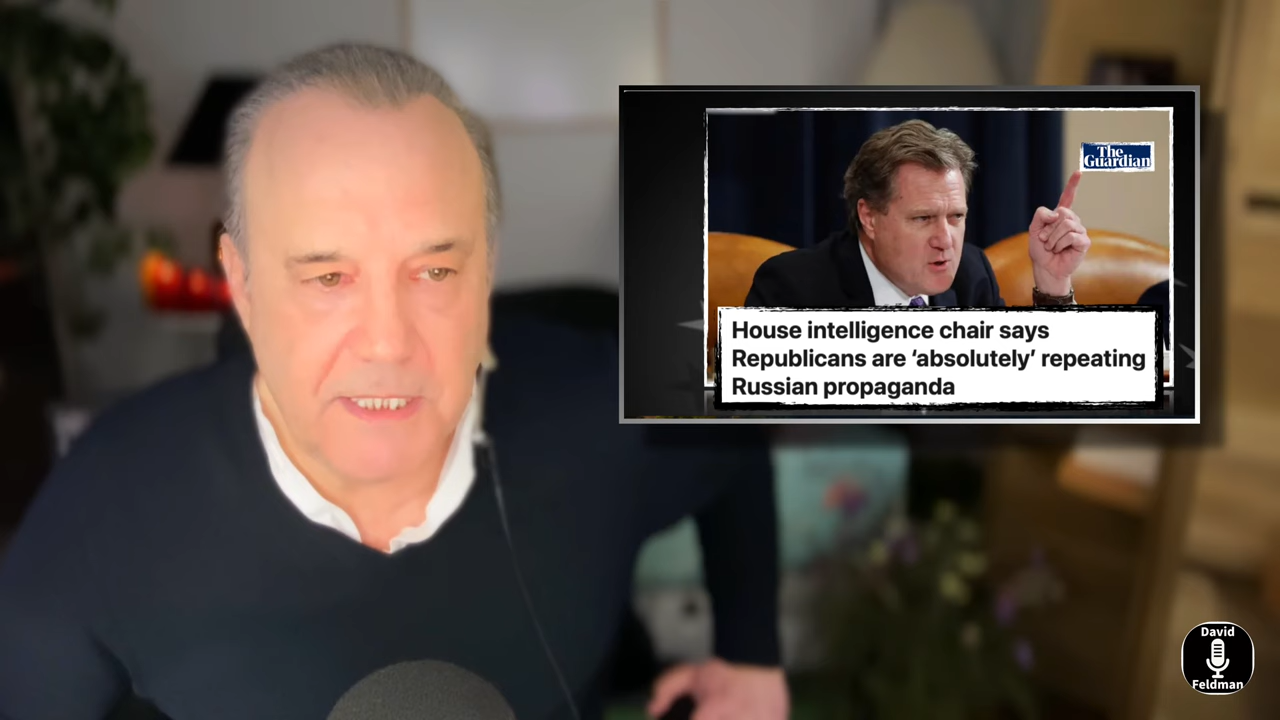 The
Guardian
House intelligence chair says
Republicans are ‘absolutely’ repeating
Russian propaganda
David
Feldman